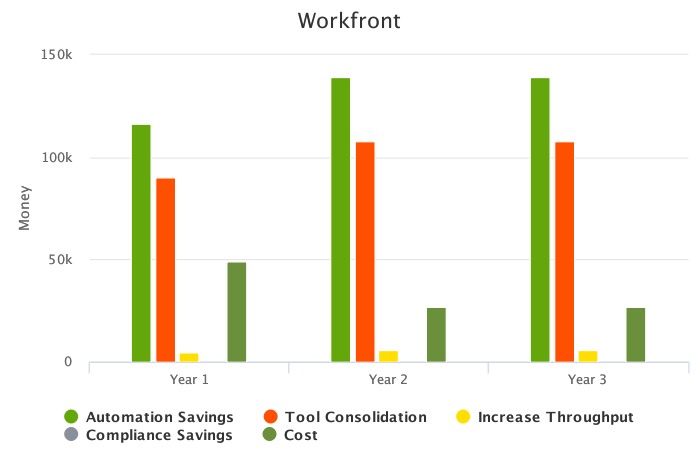 Workfront
150k
100k
50k
0
Money
Year 1 Year 2 Year 3
Automation Savings Tool Consolidation Increase Throughput
Compliance Savings Cost